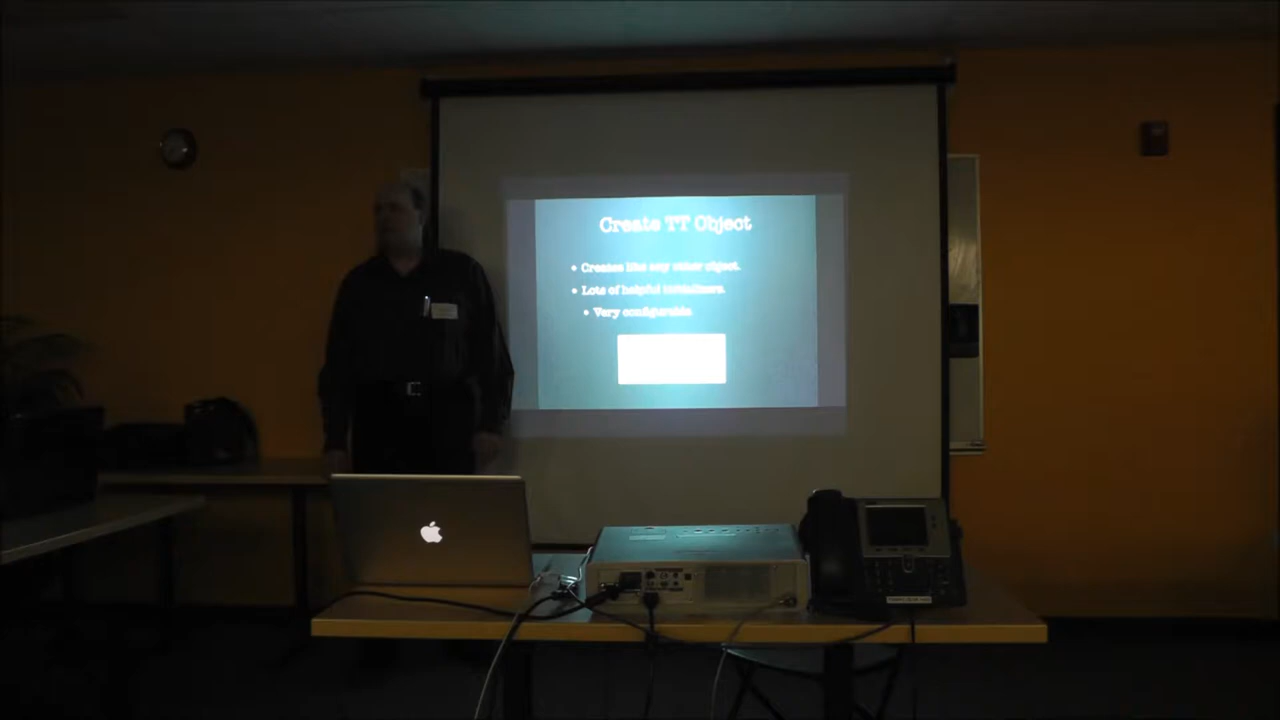 Create TT Object
• Creates like any other object.
• Lots of helpful initializers.
• Very configurable